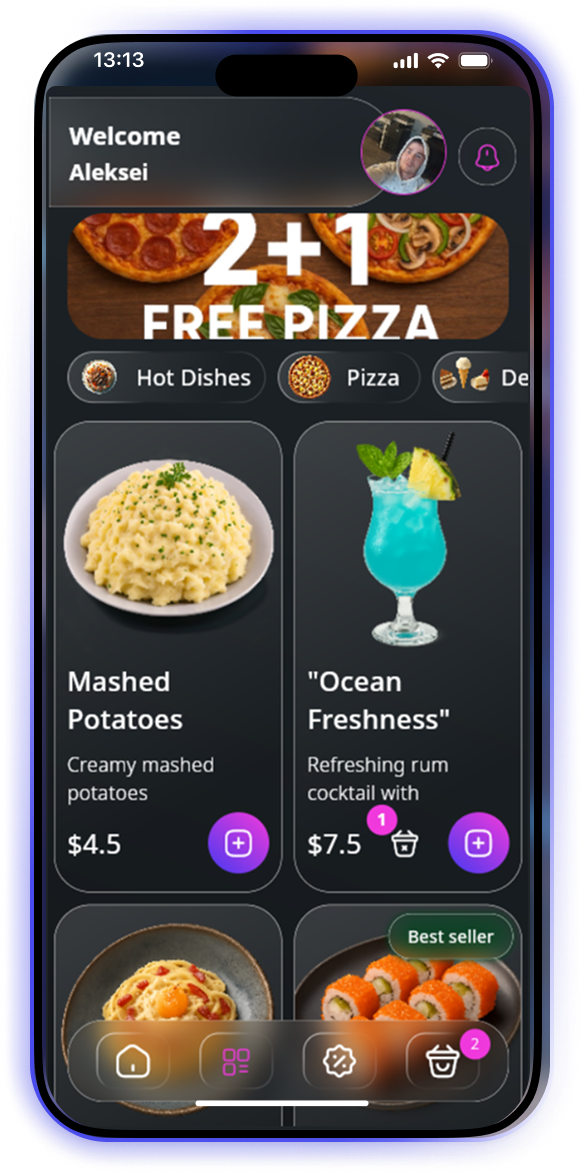 13:13
Welcome
Aleksei
2+1
FREE PIZZA
Hot Dishes
Pizza
De
Mashed
Potatoes
Creamy mashed
potatoes
$4.5
"Ocean
Freshness"
Refreshing rum
cocktail with
1
$7.5
Best seller
2